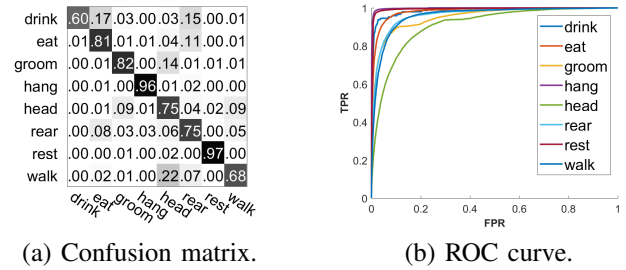 drink .60 .17 .03 .00 .03 .15 .00 .01
eat .01 .81 .01 .01 .04 .11 .00 .01
groom .00 .01 .82 .00 .14 .01 .01 .01
hang .00 .01 .00 .96 .01 .02 .00 .00
head .00 .01 .09 .01 .75 .04 .02 .09
rear .00 .08 .03 .03 .06 .75 .00 .05
rest .00 .00 .01 .00 .02 .00 .97 .00
walk .00 .02 .01 .00 .22 .07 .00 .68
drink eat groom hang head rear rest walk
(a) Confusion matrix.
1
0.8
0.6
0.4
0.2
0
TPR
0 0.2 0.4 0.6 0.8 1
FPR
drink
eat
groom
hang
head
rear
rest
walk
(b) ROC curve.